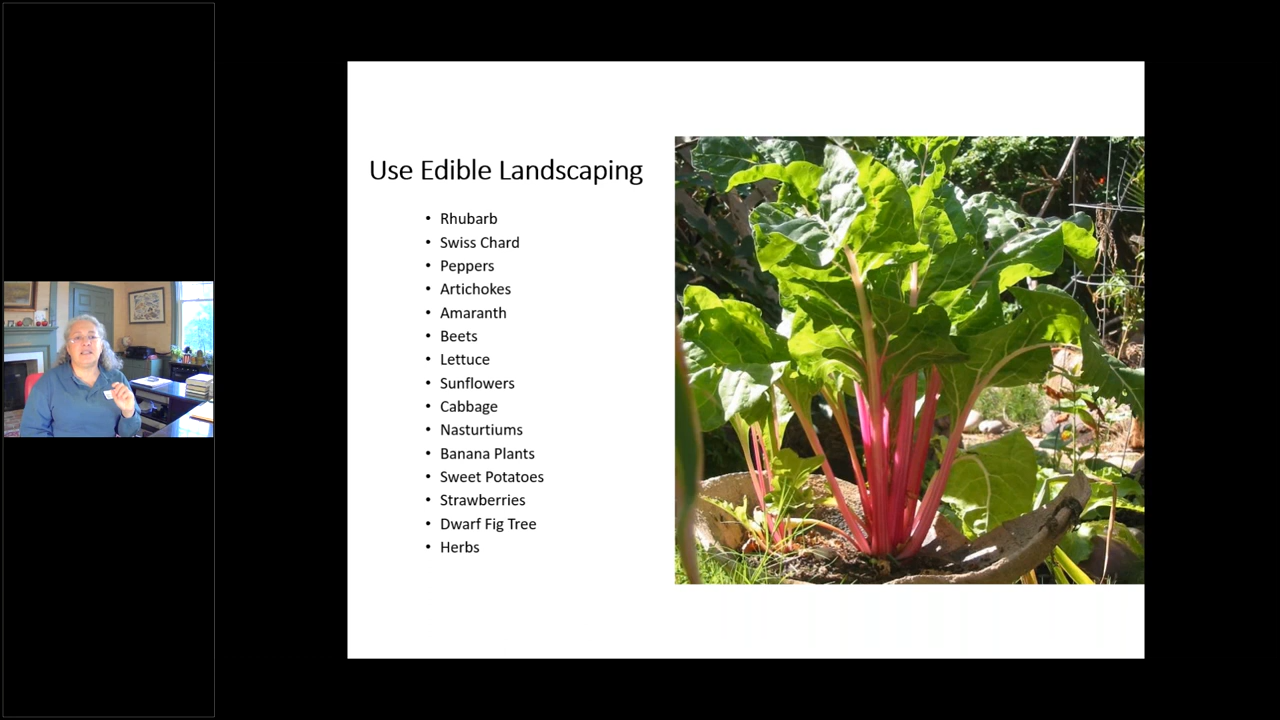 Use Edible Landscaping
• Rhubarb
• Swiss Chard
• Peppers
• Artichokes
• Amaranth
• Beets
• Lettuce
• Sunflowers
• Cabbage
• Nasturtiums
• Banana Plants
• Sweet Potatoes
• Strawberries
• Dwarf Fig Tree
• Herbs